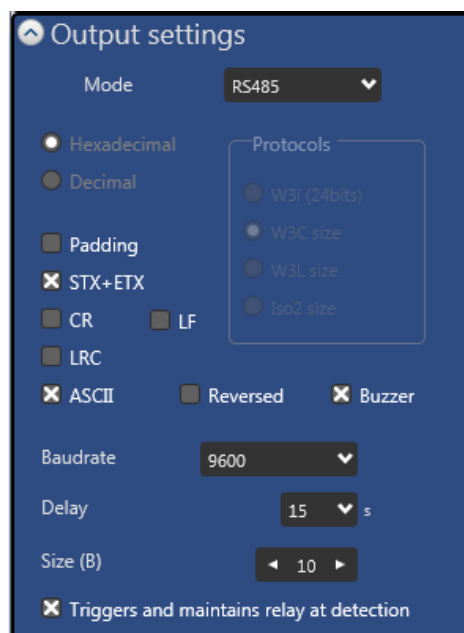 Output settings
Mode RS485
Hexadecimal Protocols
Decimal
W3i (24bits)
Padding W3C size
STX+ETX W3L size
CR LF Iso2 size
LRC
ASCII Reversed Buzzer
Baudrate 9600
Delay 15 s
Size (B) 10
Triggers and maintains relay at detection